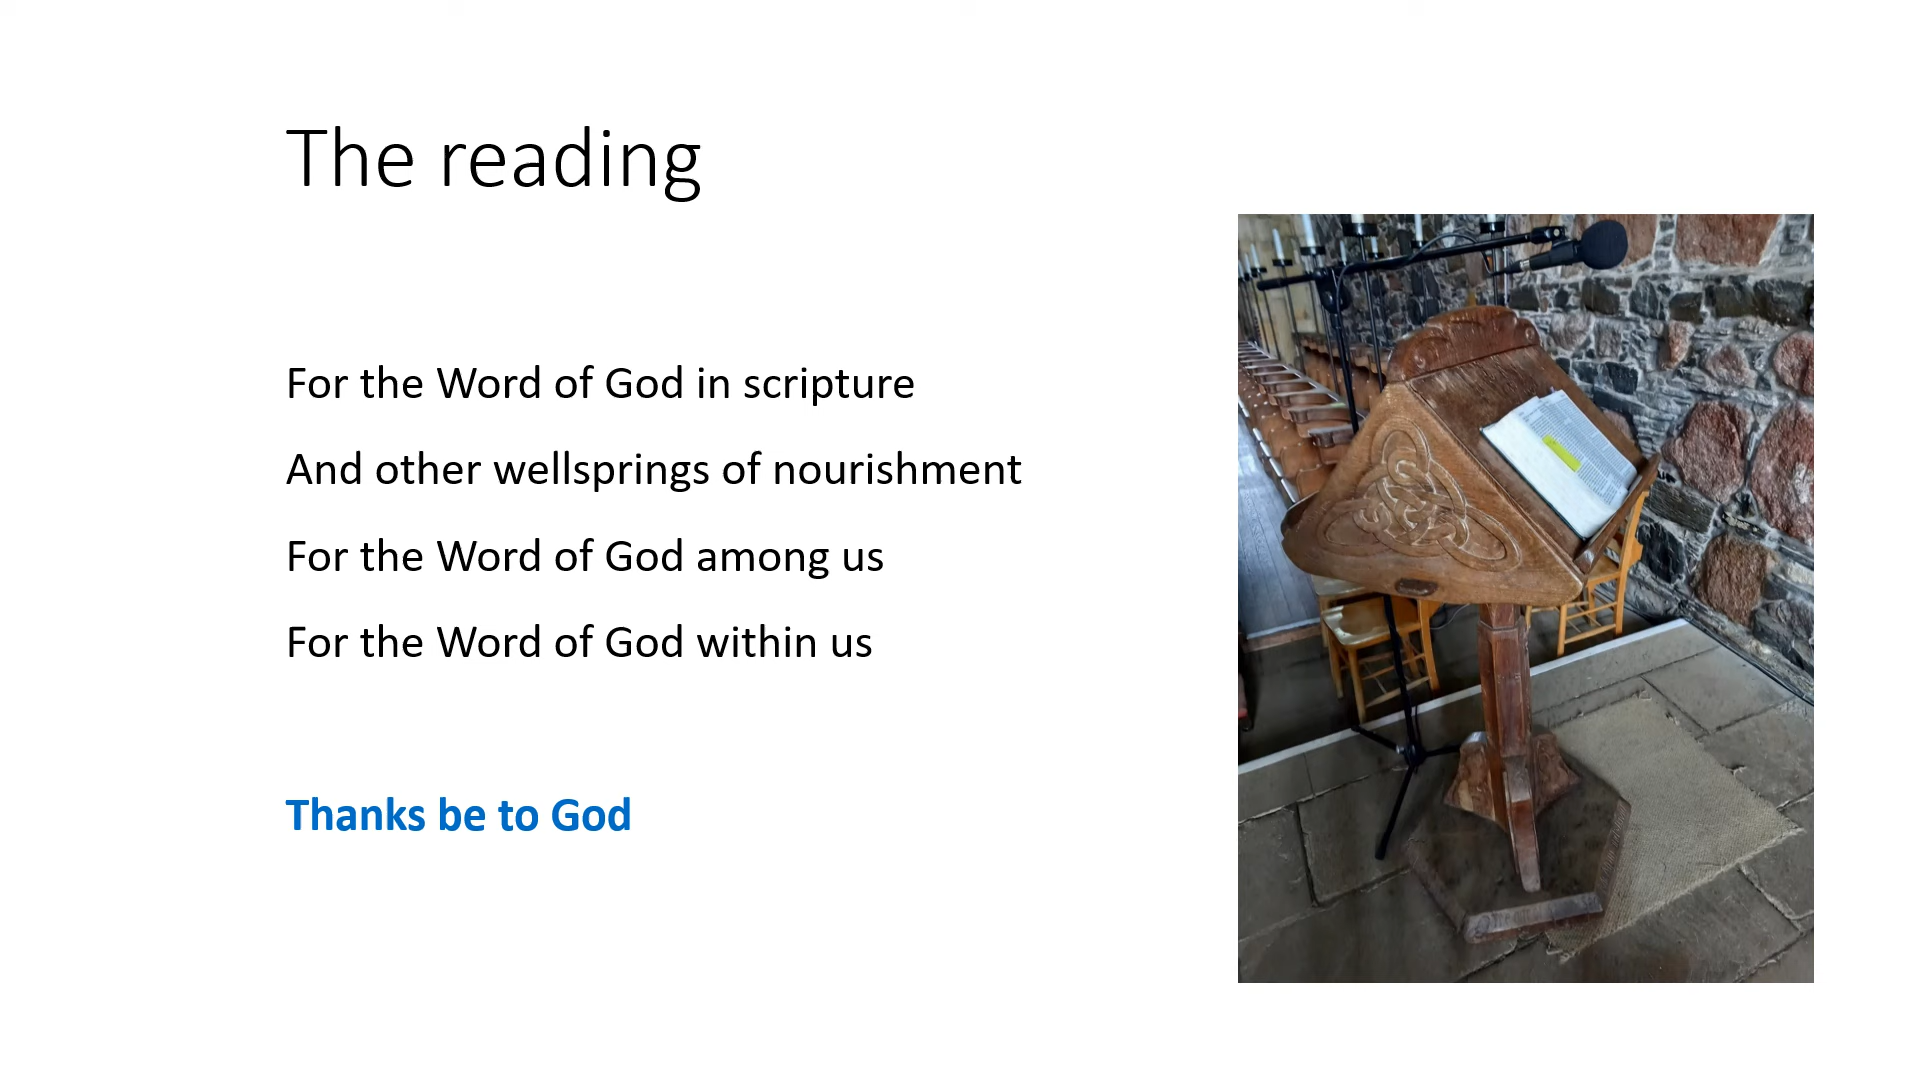 The reading
For the Word of God in scripture
And other wellsprings of nourishment
For the Word of God among us
For the Word of God within us
Thanks be to God